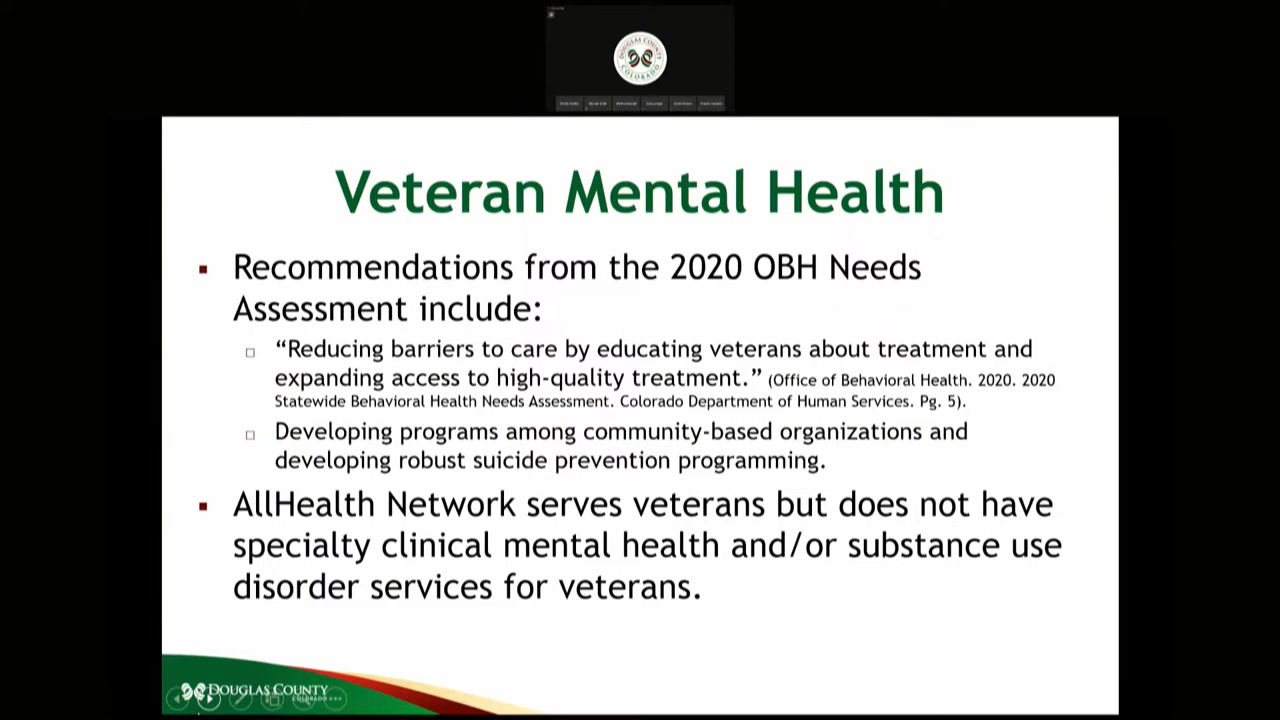 DOUGLAS COUNTY
COLORADO
Veteran Mental Health
▪ Recommendations from the 2020 OBH Needs
Assessment include:
□ “Reducing barriers to care by educating veterans about treatment and
expanding access to high-quality treatment.” (Office of Behavioral Health. 2020. 2020
Statewide Behavioral Health Needs Assessment. Colorado Department of Human Services. Pg. 5).
□ Developing programs among community-based organizations and
developing robust suicide prevention programming.
▪ AllHealth Network serves veterans but does not have
specialty clinical mental health and/or substance use
disorder services for veterans.
DOUGLAS COUNTY
COLORADO